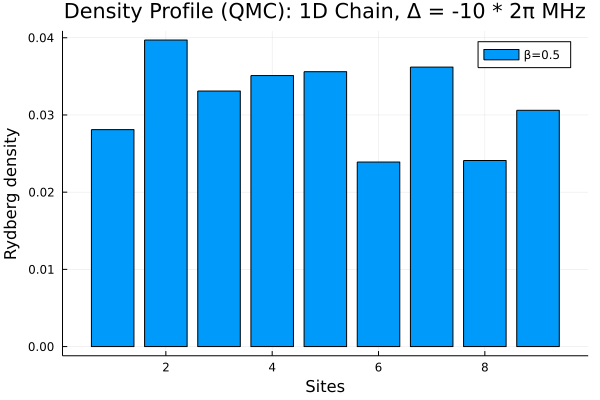 Density Profile (QMC): 1D Chain, Δ = -10 * 2π MHz
0.04
β=0.5
0.03
Rydberg density
0.02
0.01
0.00
2
4
6
8
Sites